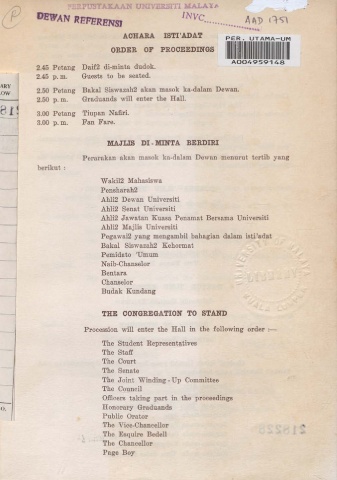 PERPUSTAKAAN UNIVERSITI MALAYA
DEWAN REFERENSI
INVC.
AAD 1751
PER. UTAMA-UM
A004959148
ACHARA ISTI'ADAT
ORDER OF PROCEEDINGS
2.45 Petang Daif2 di-minta dudok.
2.45 p. m. Guests to be seated.
2.50 Petang Bakal Siswazah2 akan masok ka-dalam Dewan.
2.50 p. m. Graduands will enter the Hall.
3.00 Petang Tiupan Nafiri.
3.00 p. m. Fan Fare.
MAJLIS DI-MINTA BERDIRI
Perarakan akan masok ka-dalam Dewan menurut tertib yang
berikut :
Wakil2 Mahasiswa
Pensharah2
Ahli2 Dewan Universiti
Ahli2 Senat Universiti
Ahli2 Jawatan Kuasa Penamat Bersama Universiti
Ahli2 Majlis Universiti
Pegawai2 yang mengambil bahagian dalam isti'adat
Bakal Siswazah2 Kehormat
Pemidato 'Umum
Naib-Chanselor
Bentara
Chanselor
Budak Kundang
THE CONGREGATION TO STAND
Procession will enter the Hall in the following order :—
The Student Representatives
The Staff
The Court
The Senate
The Joint Winding-Up Committee
The Council
Officers taking part in the proceedings
Honorary Graduands
Public Orator
The Vice-Chancellor
The Esquire Bedell
The Chancellor
Page Boy